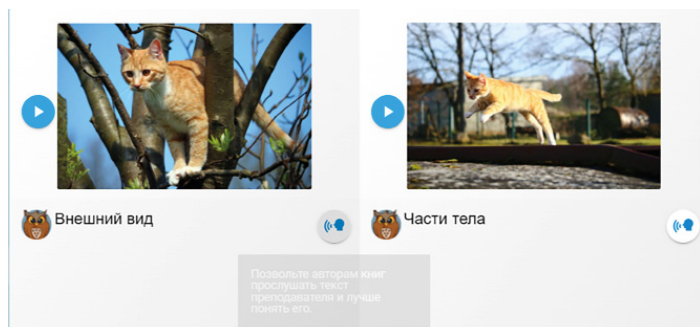 Внешний вид
Части тела
Позвольте авторам книг
прослушать текст
преподавателя и лучше
понять его.